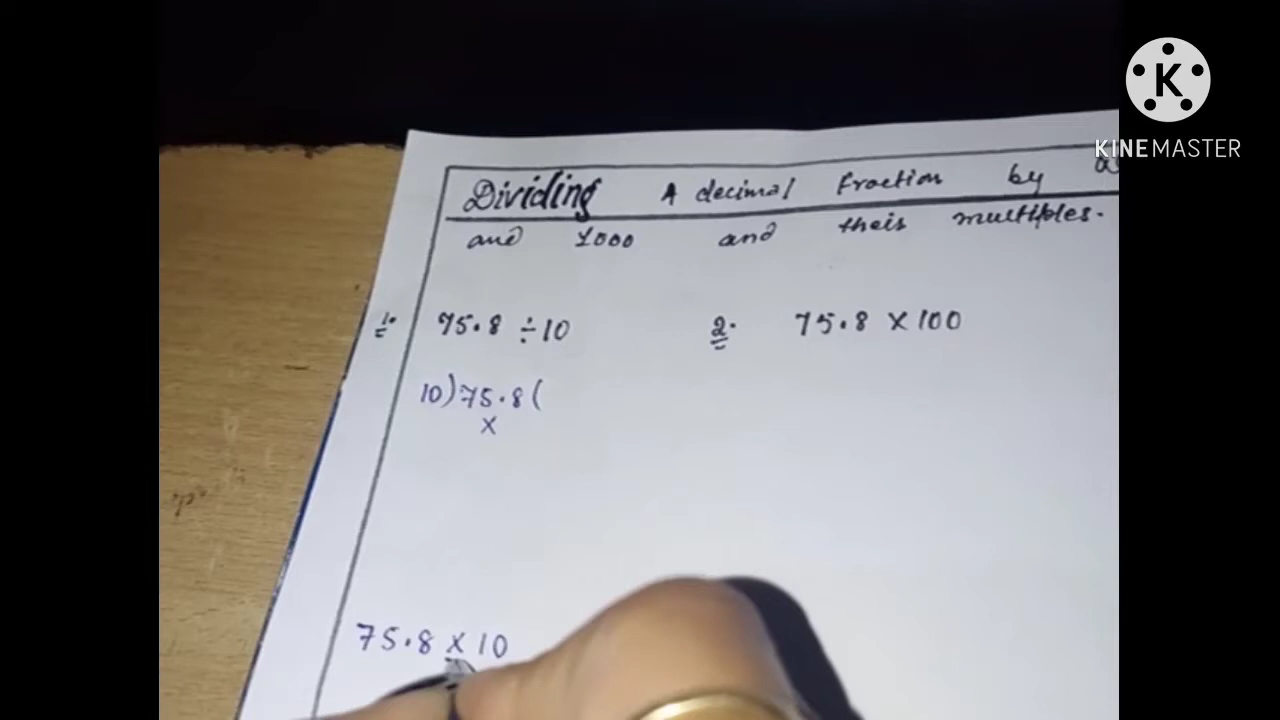 KINEMASTER
Dividing A decimal Fraction by
and 1000 and theis multiples.
1. 75.8 ÷ 10 2. 75.8 X 100
10)75.8(
X
75.8 X 10